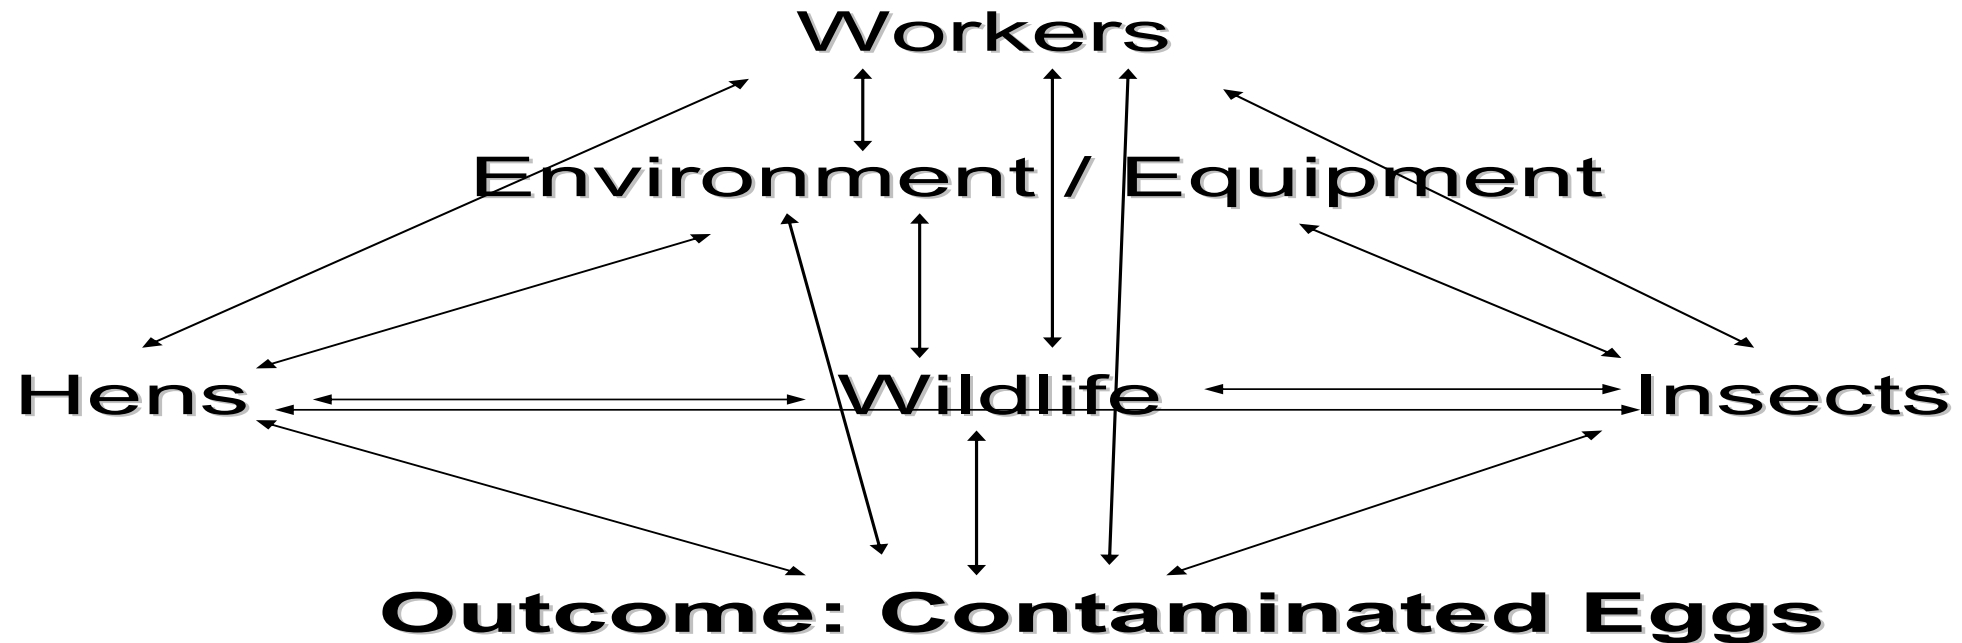 Workers
Environment / Equipment
Hens Wildlife Insects
Outcome: Contaminated Eggs